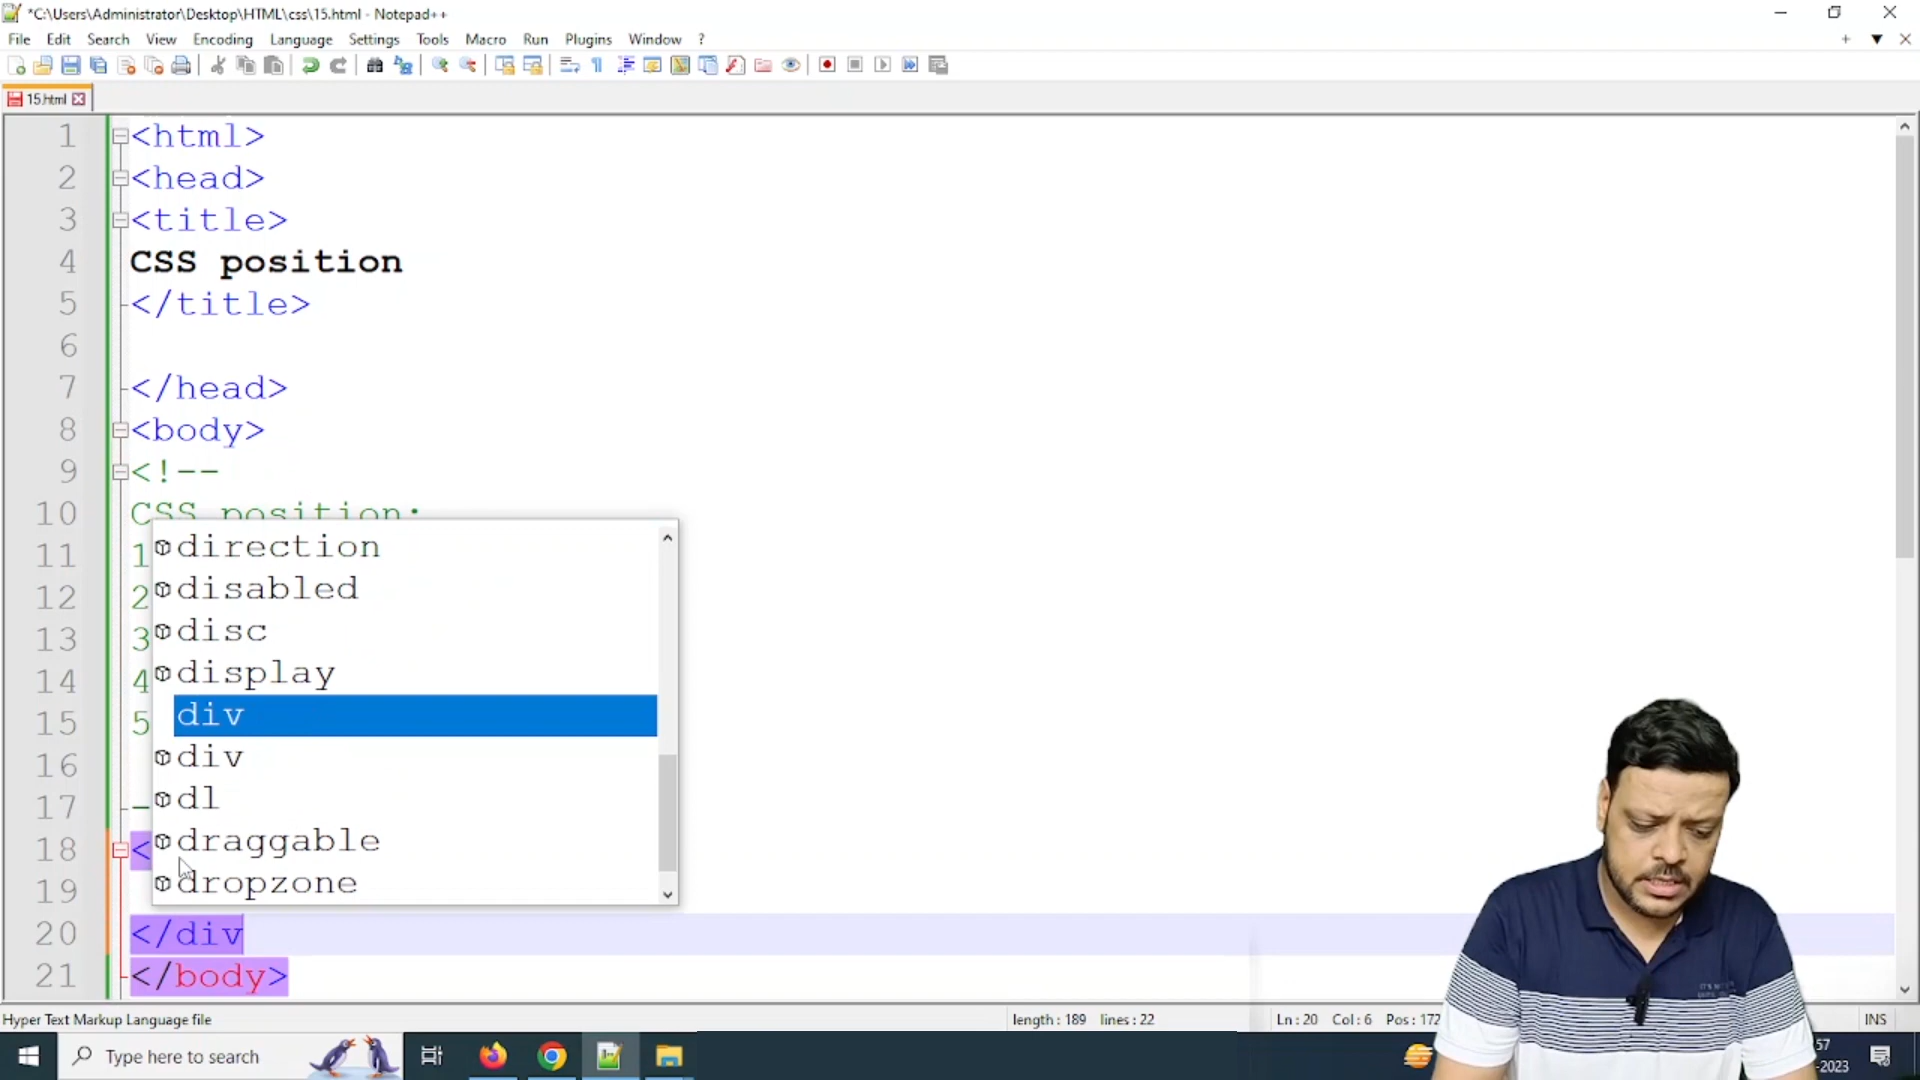 *C:\Users\Administrator\Desktop\HTML\css\15.html - Notepad++
File Edit Search View Encoding Language Settings Tools Macro Run Plugins Window ?
15.html
1 <html>
2 <head>
3 <title>
4 CSS position
5 </title>
6
7 </head>
8 <body>
9 <!--
10 CSS position:
11 1
12 2
13 3
14 4
15 5
16
17 -
18 <
19
20 </div
21 </body>
direction
disabled
disc
display
div
div
dl
draggable
dropzone
Hyper Text Markup Language file length : 189 lines : 22 Ln : 20 Col : 6 Pos : 172 INS
Type here to search
57
-2023